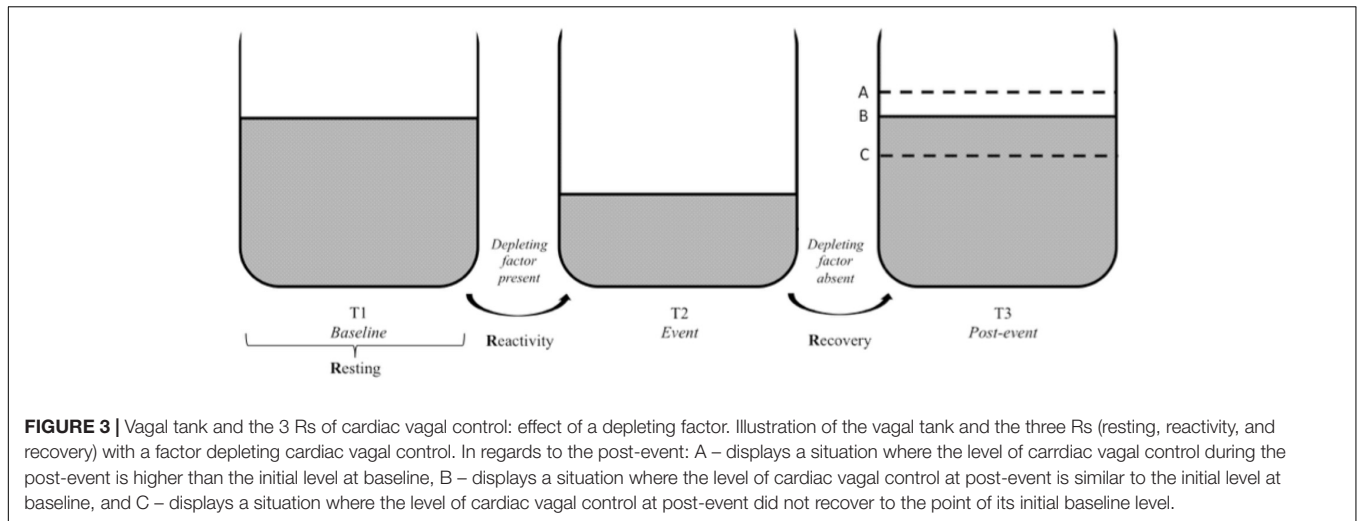 A
B
C
Depleting
factor
present
Depleting
factor
absent
T1
Baseline
T2
Event
T3
Post-event
Reactivity
Recovery
Resting
FIGURE 3 | Vagal tank and the 3 Rs of cardiac vagal control: effect of a depleting factor. Illustration of the vagal tank and the three Rs (resting, reactivity, and
recovery) with a factor depleting cardiac vagal control. In regards to the post-event: A – displays a situation where the level of carrdiac vagal control during the
post-event is higher than the initial level at baseline, B – displays a situation where the level of cardiac vagal control at post-event is similar to the initial level at
baseline, and C – displays a situation where the level of cardiac vagal control at post-event did not recover to the point of its initial baseline level.